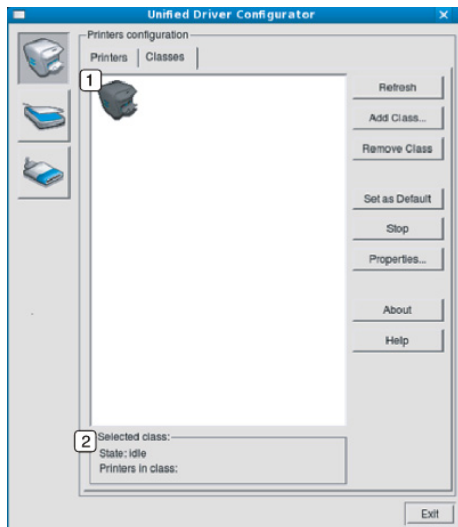 Unified Driver Configurator
Printers configuration
Printers Classes
1
Refresh
Add Class...
Remove Class
Set as Default
Stop
Properties...
About
Help
2 Selected class:
State: idle
Printers in class:
Exit